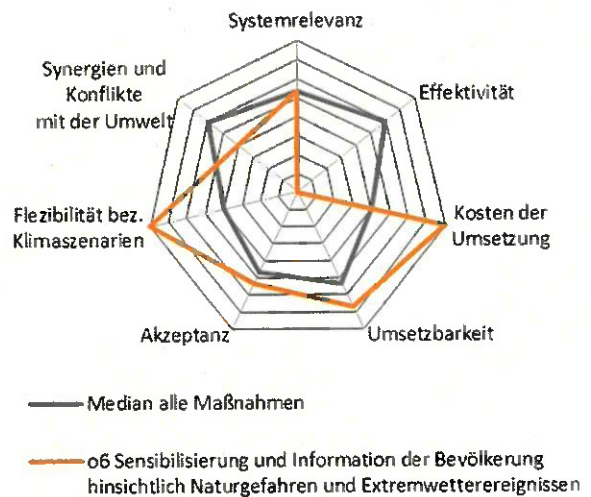 Systemrelevanz
Synergien und
Konflikte
mit der Umwelt
Effektivität
Flezibilität bez.
Klimaszenarien
Kosten der
Umsetzung
Akzeptanz
Umsetzbarkeit
Median alle Maßnahmen
o6 Sensibilisierung und Information der Bevölkerung
hinsichtlich Naturgefahren und Extremwetterereignissen